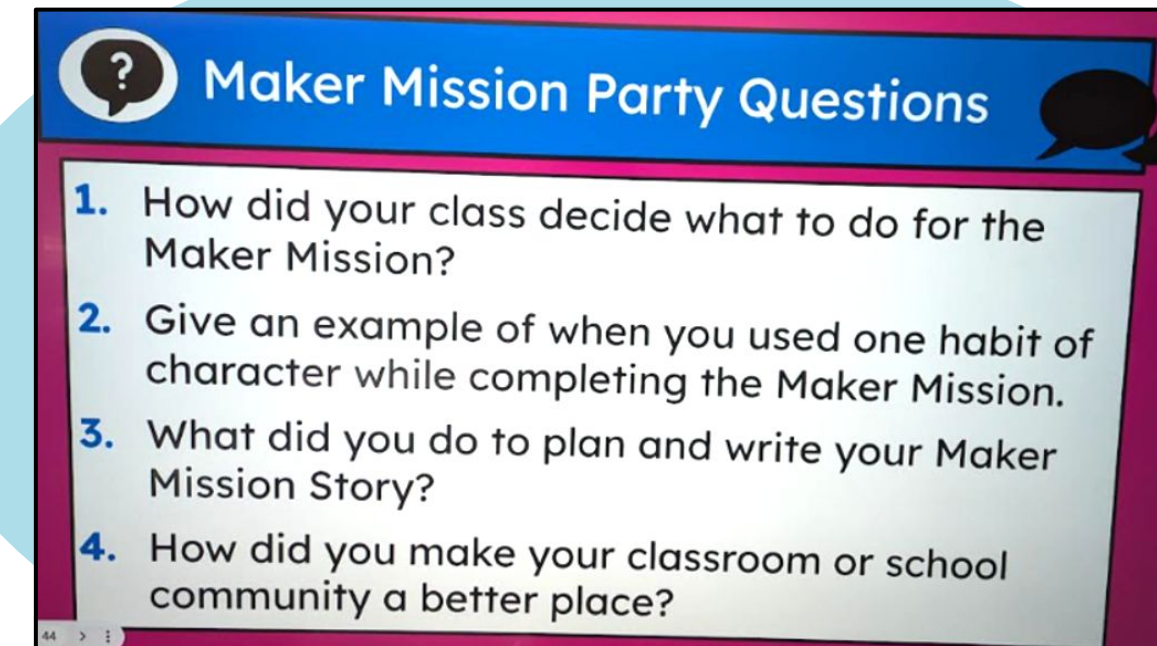 ?
Maker Mission Party Questions
1. How did your class decide what to do for the
Maker Mission?
2. Give an example of when you used one habit of
character while completing the Maker Mission.
3. What did you do to plan and write your Maker
Mission Story?
4. How did you make your classroom or school
community a better place?
44